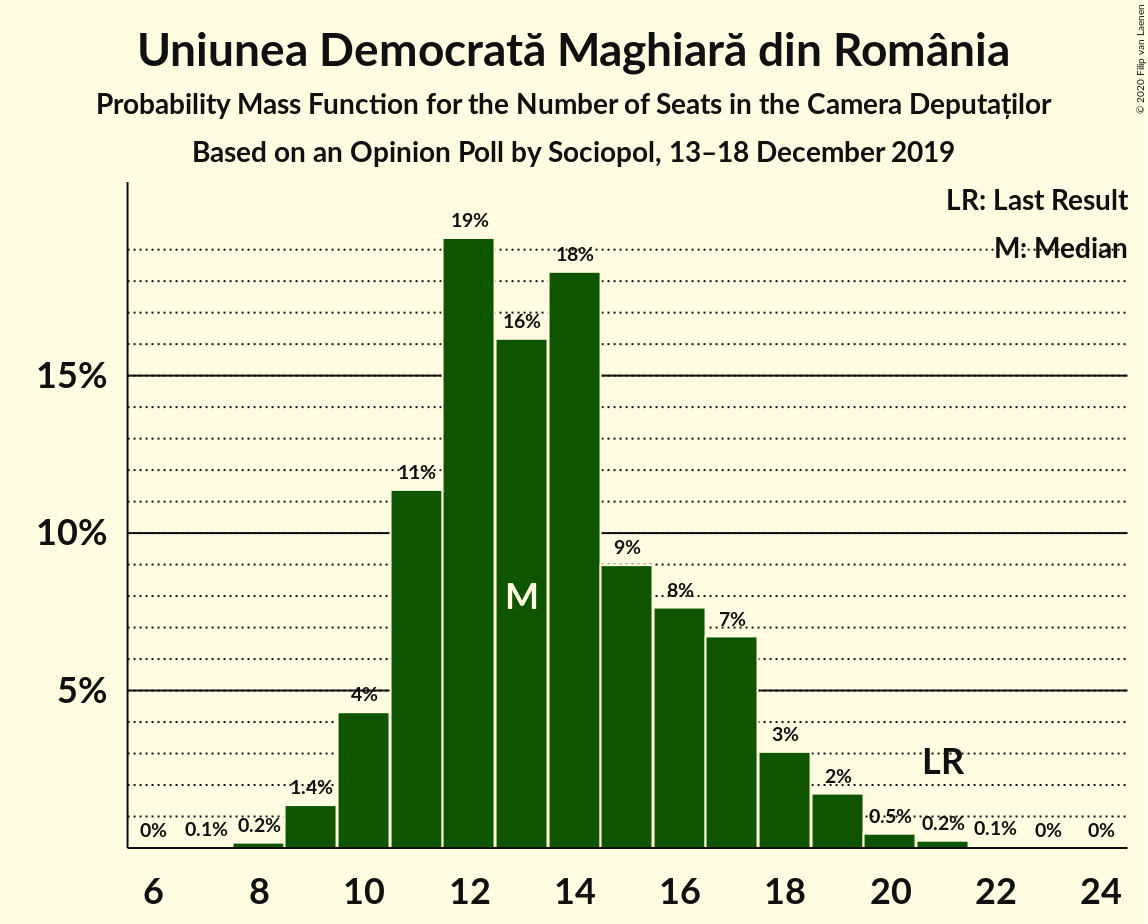 Uniunea Democrată Maghiară din România
Probability Mass Function for the Number of Seats in the Camera Deputaților
Based on an Opinion Poll by Sociopol, 13–18 December 2019
© 2020 Filip van Laenen
LR: Last Result
M: Median
15%
10%
5%
0%
0.1%
0.2%
1.4%
4%
11%
19%
16%
18%
9%
8%
7%
3%
2%
0.5%
0.2%
0.1%
0%
0%
M
LR
6 8 10 12 14 16 18 20 22 24